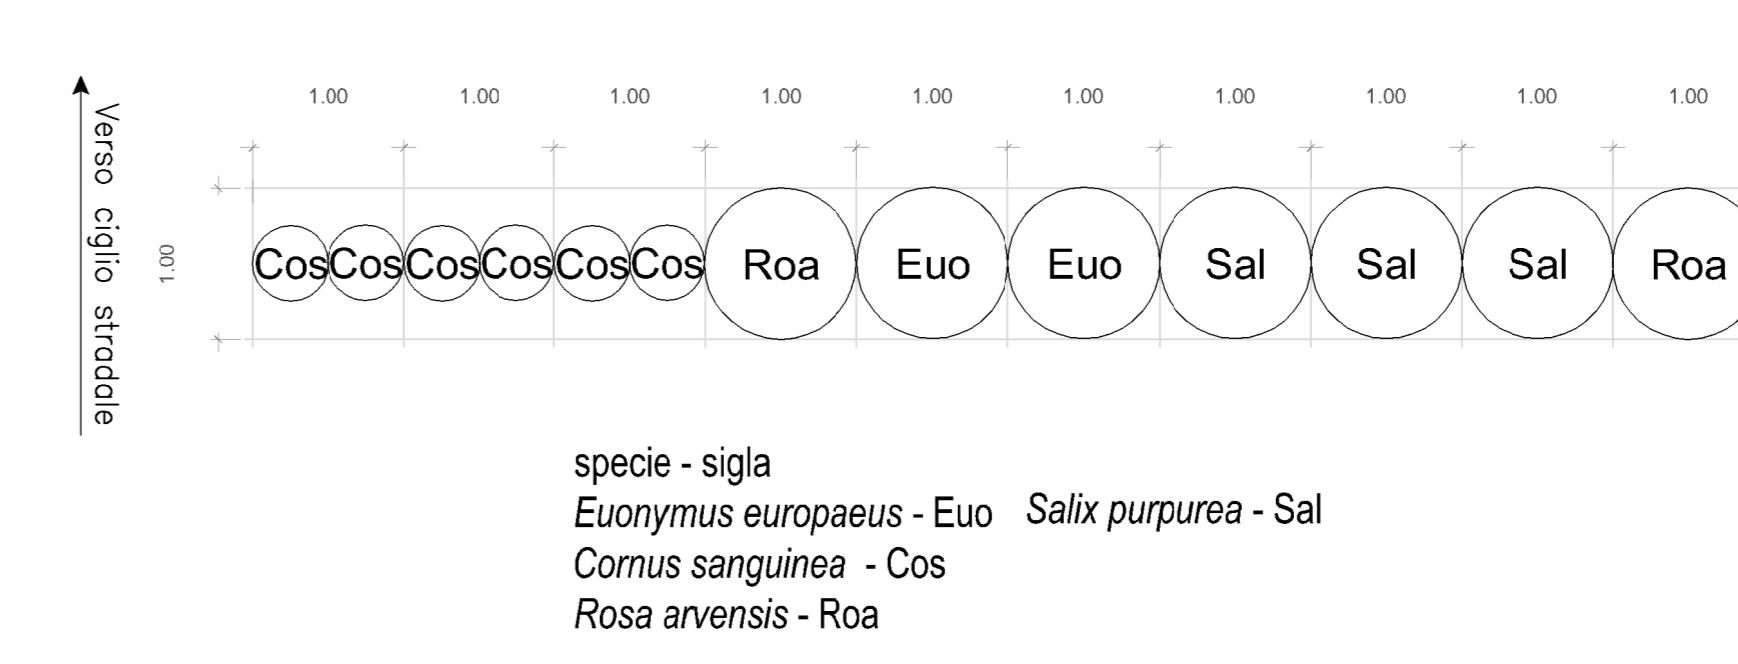 1.00 1.00 1.00 1.00 1.00 1.00 1.00 1.00 1.00 1.00
Verso ciglio stradale
1.00
Cos Cos Cos Cos Cos Cos Roa Euo Euo Sal Sal Sal Roa
specie - sigla
Euonymus europaeus - Euo Salix purpurea - Sal
Cornus sanguinea - Cos
Rosa arvensis - Roa